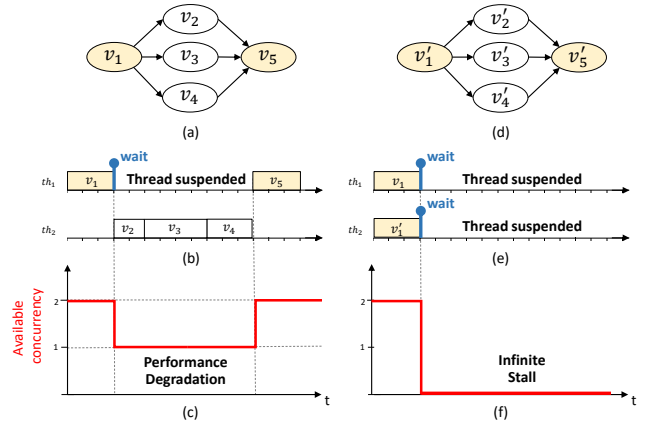 v₂
v₁ v₃ v₅
v₄
(a)
wait
th₁ v₁ Thread suspended v₅
th₂ v₂ v₃ v₄
(b)
Available
concurrency
2
1
Performance
Degradation
t
(c)
v′₂
v′₁ v′₃ v′₅
v′₄
(d)
wait
th₁ v₁ Thread suspended
wait
th₂ v′₁ Thread suspended
(e)
2
1
Infinite
Stall
t
(f)